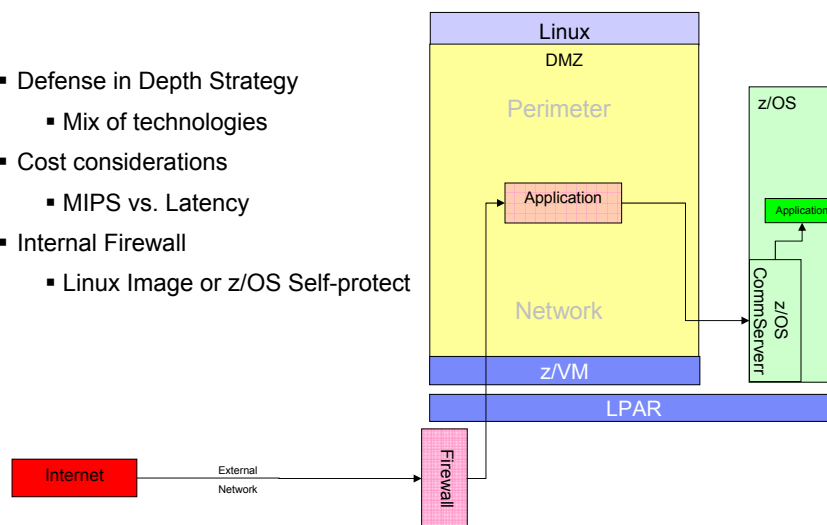 ▪ Defense in Depth Strategy
▪ Mix of technologies
▪ Cost considerations
▪ MIPS vs. Latency
▪ Internal Firewall
▪ Linux Image or z/OS Self-protect
Linux
DMZ
Perimeter
Application
Network
z/VM
LPAR
z/OS
Application
z/OS
CommServerr
Internet
External
Network
Firewall